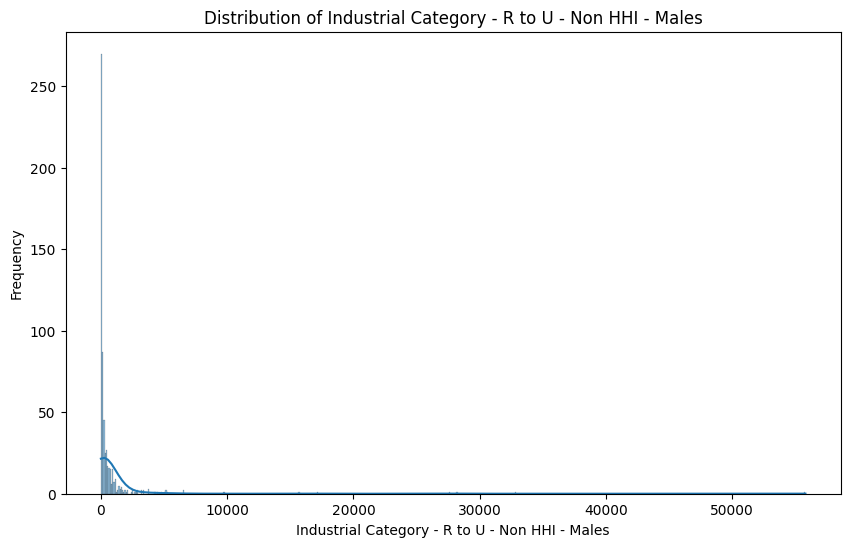 Distribution of Industrial Category - R to U - Non HHI - Males
250
200
150
100
50
0
Frequency
0 10000 20000 30000 40000 50000
Industrial Category - R to U - Non HHI - Males